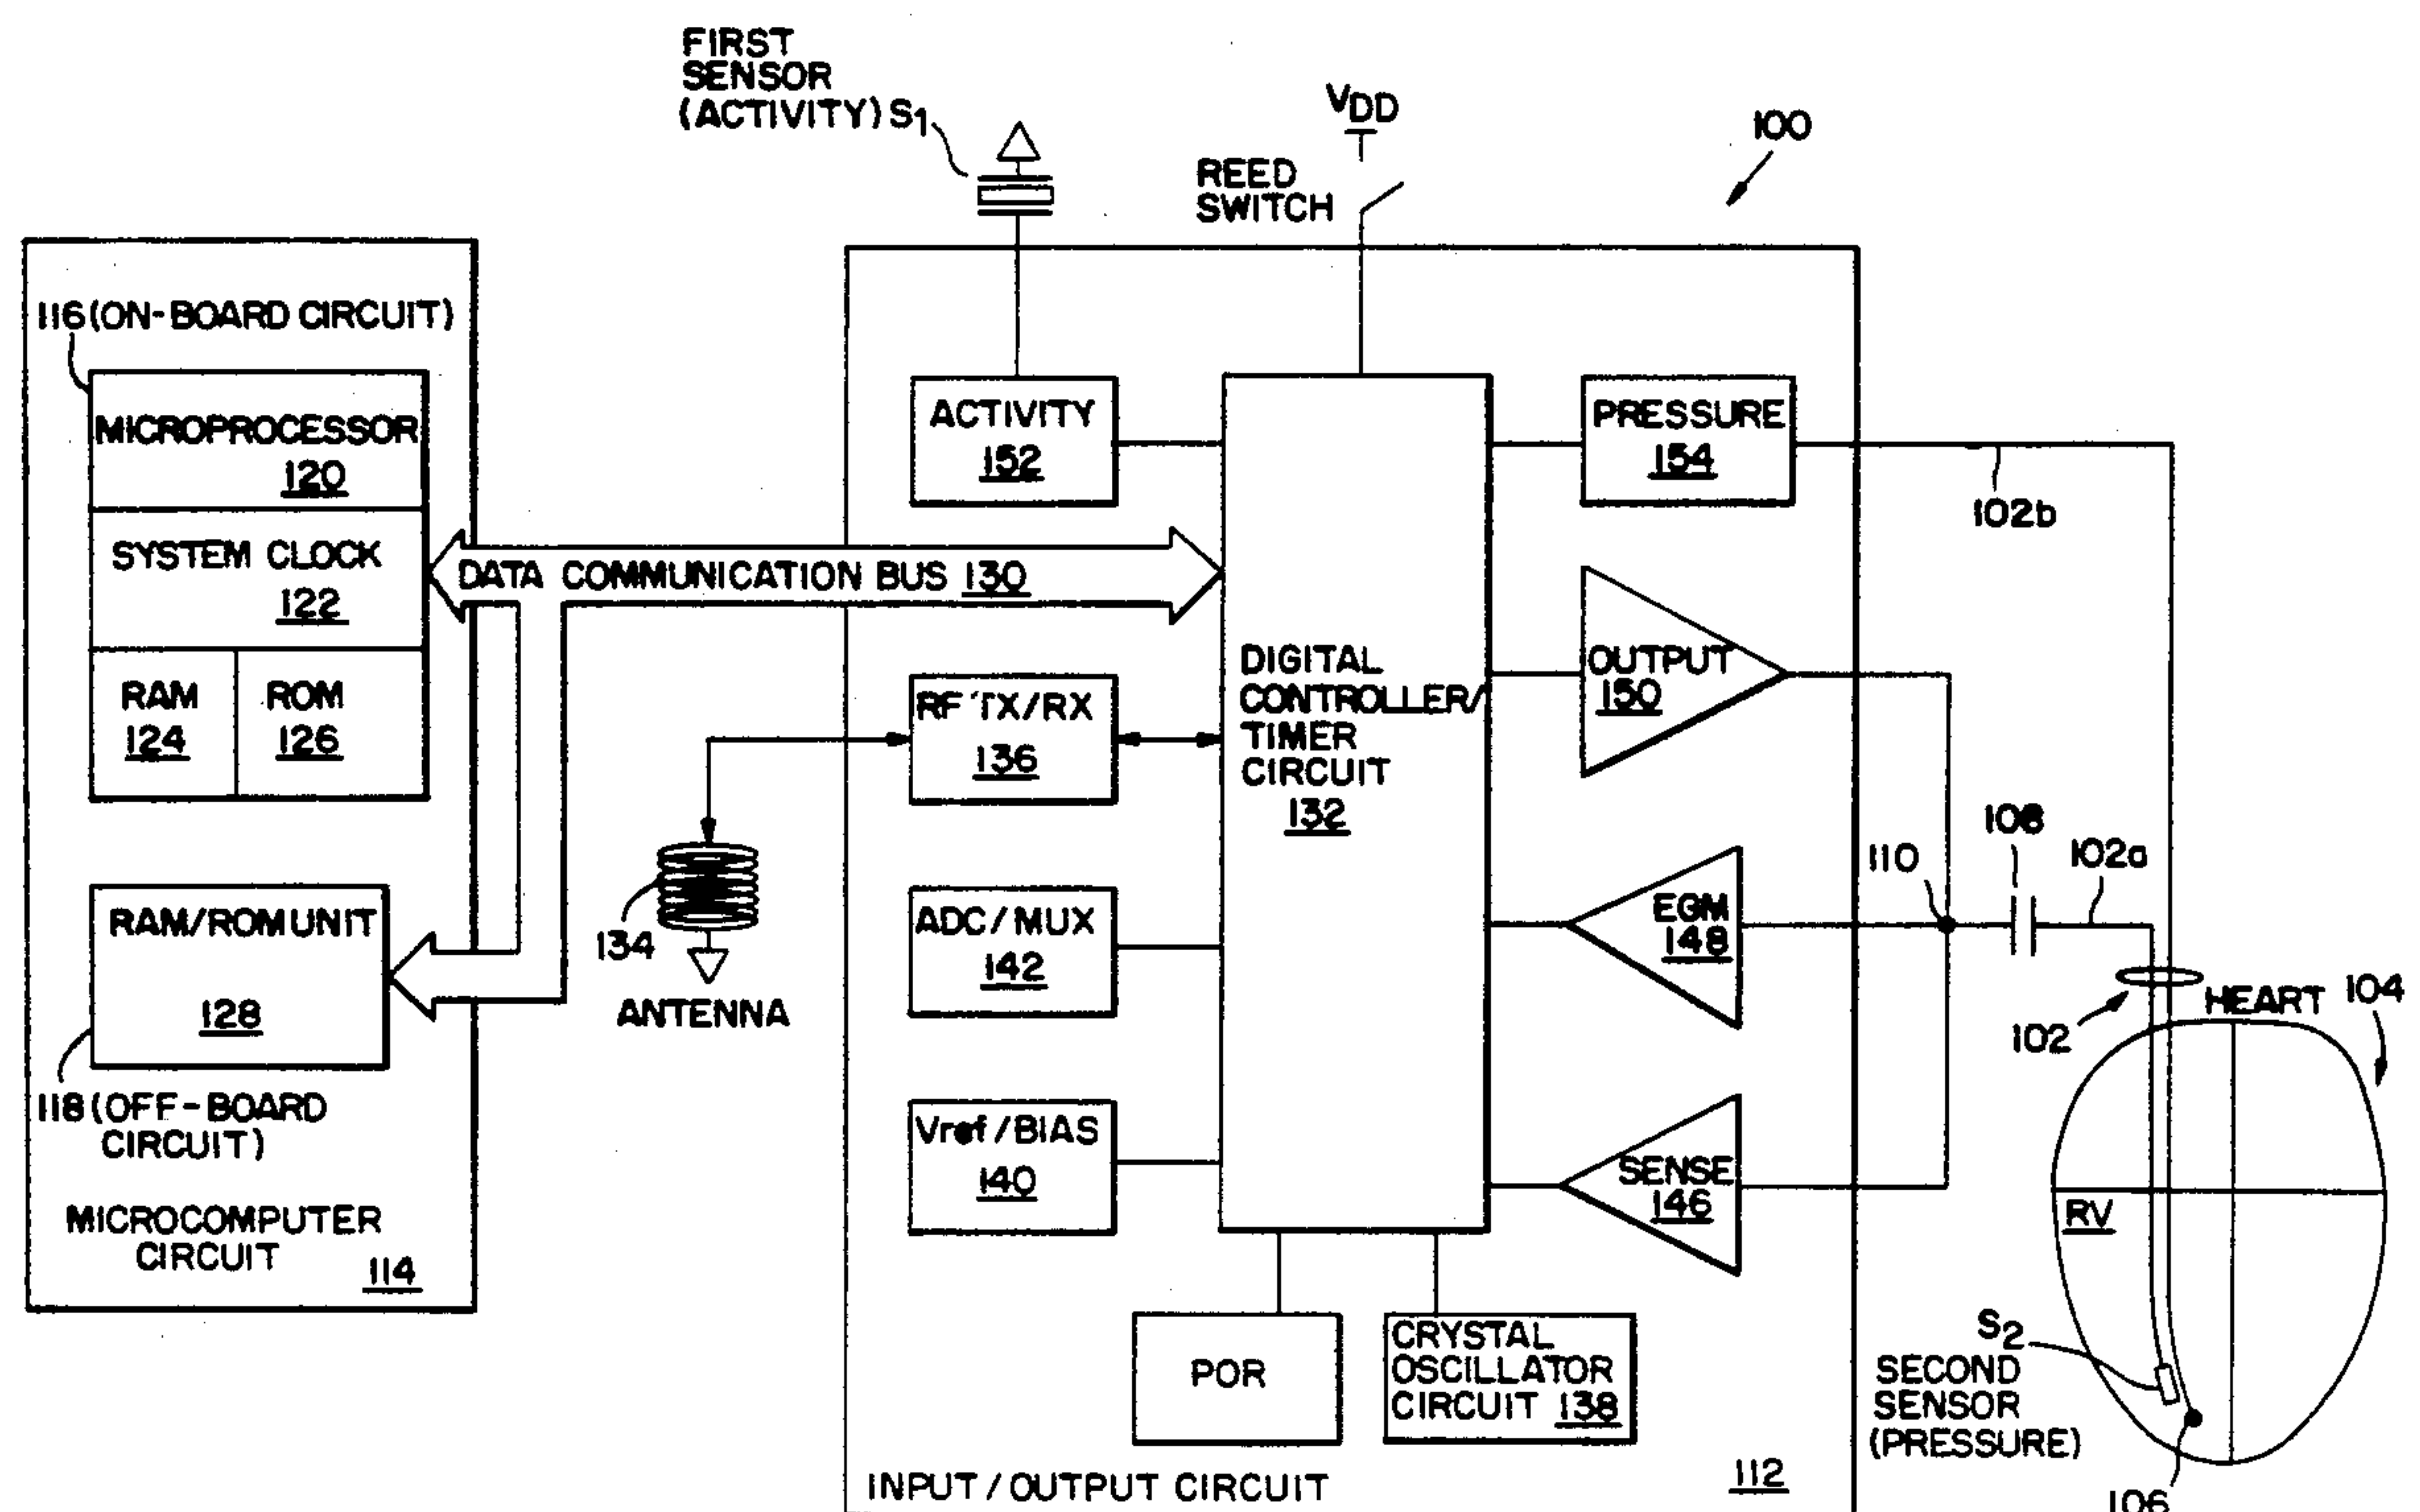 FIRST
SENSOR
(ACTIVITY) S1
VDD
REED
SWITCH
100
116 (ON-BOARD CIRCUIT)
MICROPROCESSOR
120
SYSTEM CLOCK
122
RAM
124
ROM
126
RAM/ROM UNIT
128
118 (OFF-BOARD
CIRCUIT)
MICROCOMPUTER
CIRCUIT
114
DATA COMMUNICATION BUS 130
134
ANTENNA
ACTIVITY
152
RF TX/RX
136
ADC/MUX
142
Vref/BIAS
140
DIGITAL
CONTROLLER/
TIMER
CIRCUIT
132
POR
CRYSTAL
OSCILLATOR
CIRCUIT 138
INPUT/OUTPUT CIRCUIT
112
PRESSURE
154
OUTPUT
150
EGM
148
SENSE
146
102b
110
108
102a
102
HEART 104
RV
S2
SECOND
SENSOR
(PRESSURE)
106